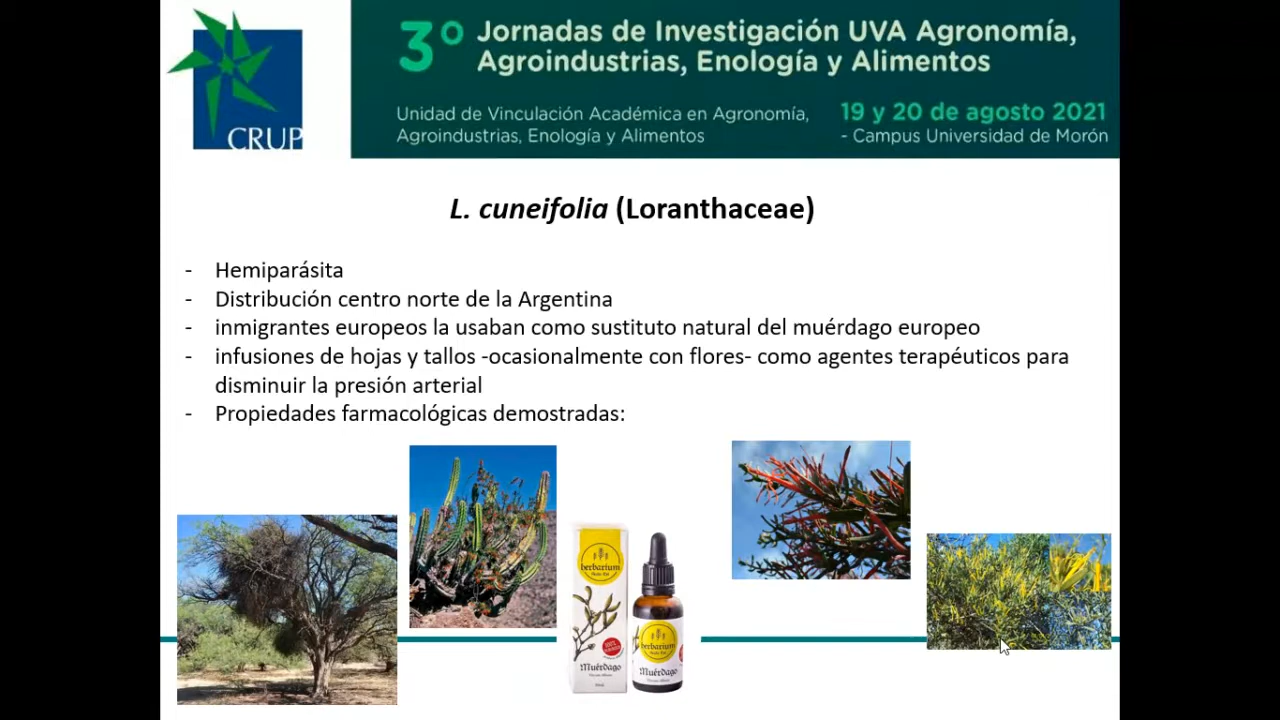 CRUP
3° Jornadas de Investigación UVA Agronomía,
Agroindustrias, Enología y Alimentos
Unidad de Vinculación Académica en Agronomía,
Agroindustrias, Enología y Alimentos
19 y 20 de agosto 2021
- Campus Universidad de Morón
L. cuneifolia (Loranthaceae)
- Hemiparásita
- Distribución centro norte de la Argentina
- inmigrantes europeos la usaban como sustituto natural del muérdago europeo
- infusiones de hojas y tallos -ocasionalmente con flores- como agentes terapéuticos para
disminuir la presión arterial
- Propiedades farmacológicas demostradas:
herbarium
Muérdago
herbarium
Muérdago